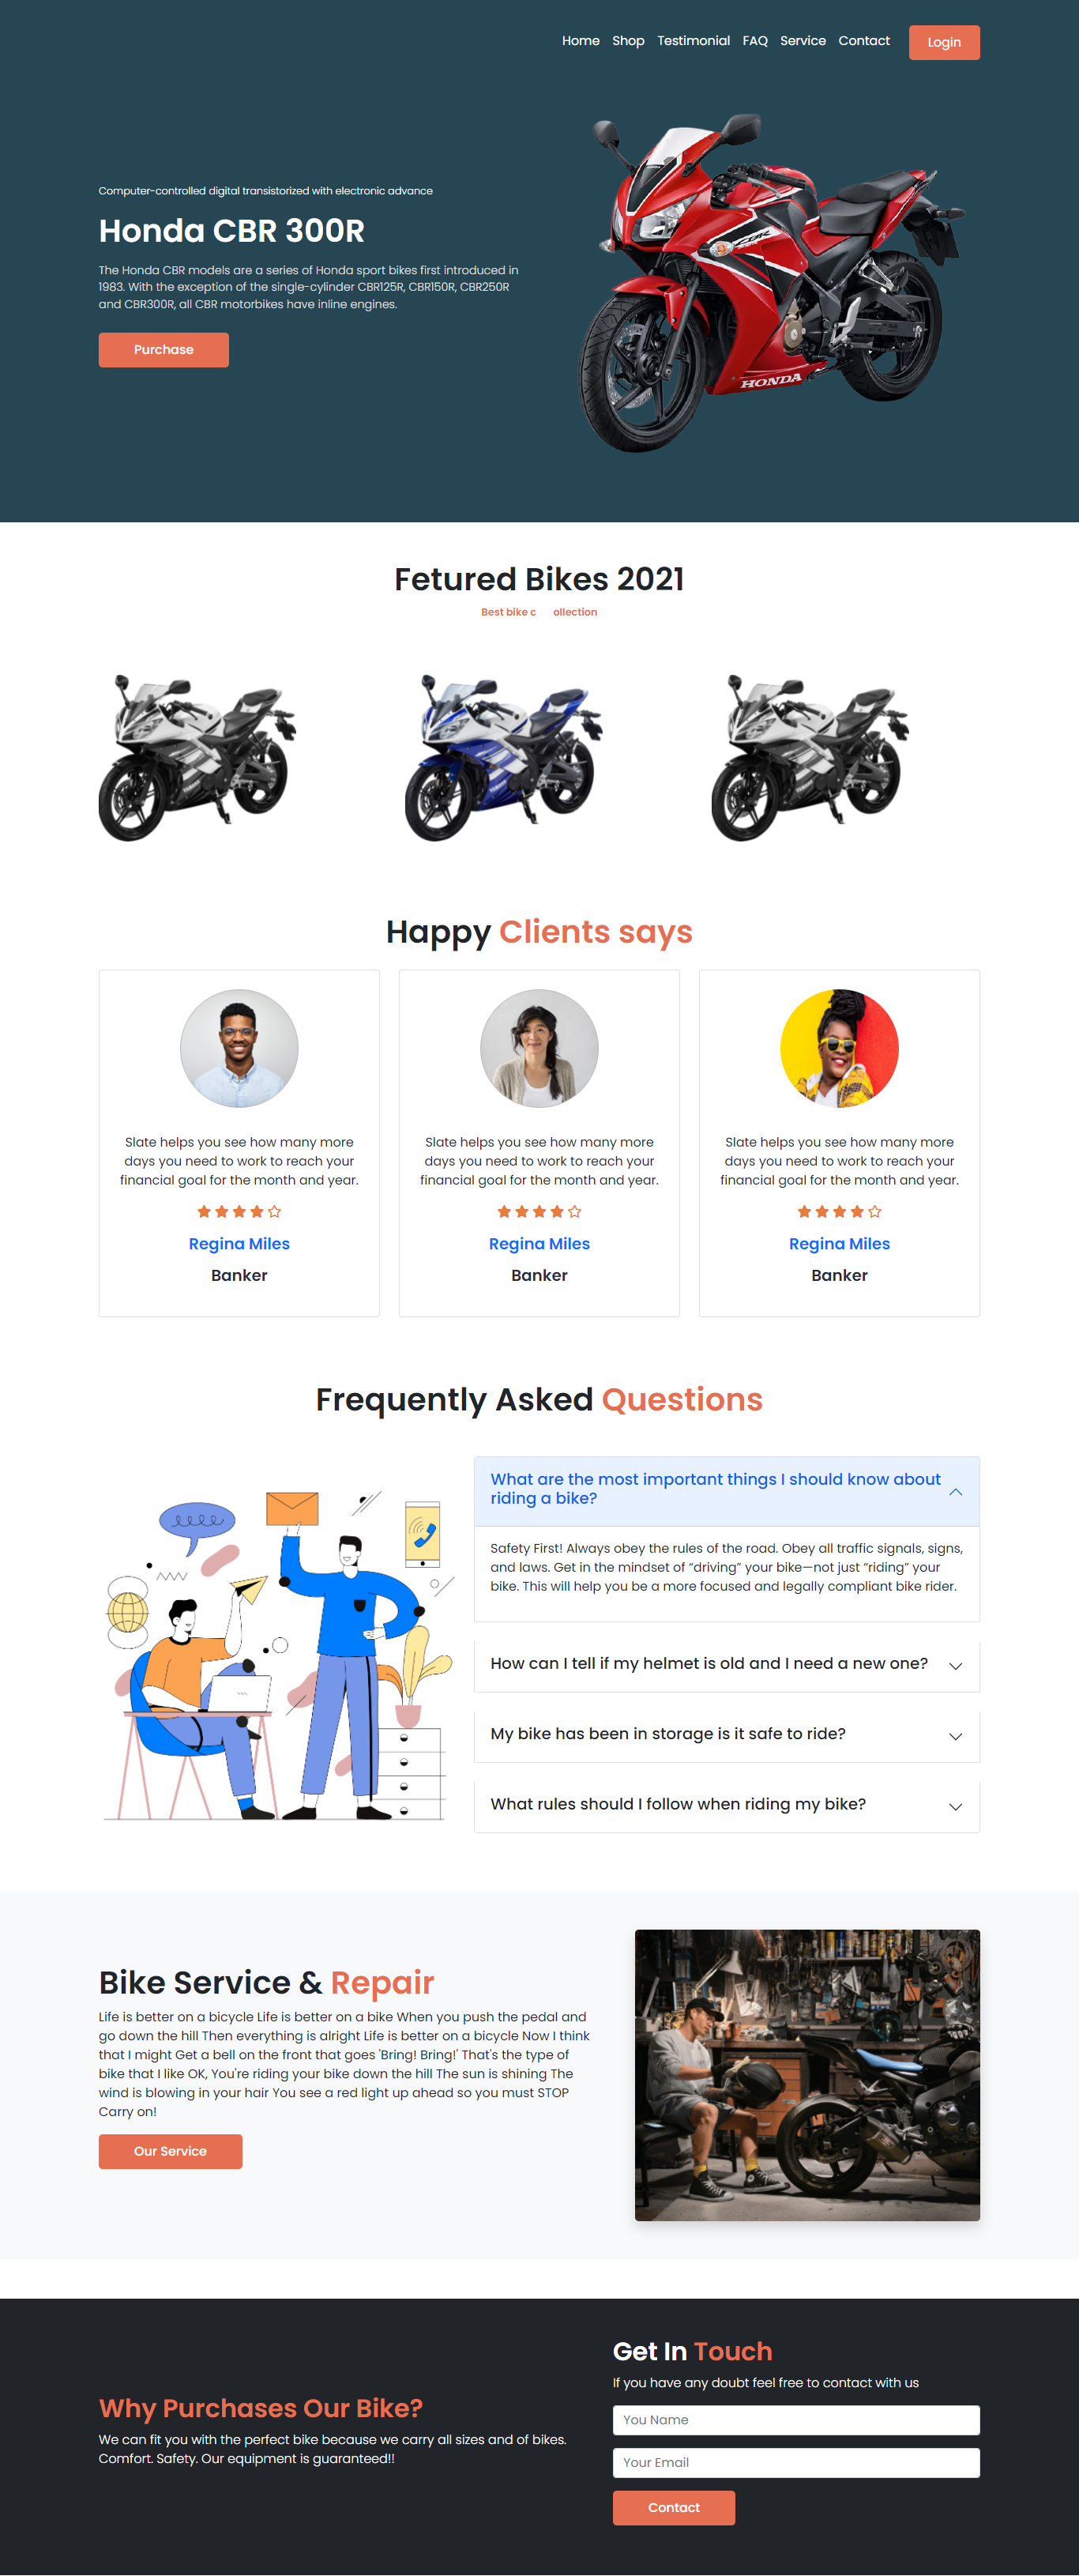 Home Shop Testimonial FAQ Service Contact Login
Computer-controlled digital transistorized with electronic advance
Honda CBR 300R
The Honda CBR models are a series of Honda sport bikes first introduced in
1983. With the exception of the single-cylinder CBR125R, CBR150R, CBR250R
and CBR300R, all CBR motorbikes have inline engines.
Purchase
CBR
HONDA
Fetured Bikes 2021
Best bike c ollection
Happy Clients says
Slate helps you see how many more
days you need to work to reach your
financial goal for the month and year.
Regina Miles
Banker
Slate helps you see how many more
days you need to work to reach your
financial goal for the month and year.
Regina Miles
Banker
Slate helps you see how many more
days you need to work to reach your
financial goal for the month and year.
Regina Miles
Banker
Frequently Asked Questions
What are the most important things I should know about
riding a bike?
Safety First! Always obey the rules of the road. Obey all traffic signals, signs,
and laws. Get in the mindset of “driving” your bike—not just “riding” your
bike. This will help you be a more focused and legally compliant bike rider.
How can I tell if my helmet is old and I need a new one?
My bike has been in storage is it safe to ride?
What rules should I follow when riding my bike?
Bike Service & Repair
Life is better on a bicycle Life is better on a bike When you push the pedal and
go down the hill Then everything is alright Life is better on a bicycle Now I think
that I might Get a bell on the front that goes 'Bring! Bring!' That's the type of
bike that I like OK, You're riding your bike down the hill The sun is shining The
wind is blowing in your hair You see a red light up ahead so you must STOP
Carry on!
Our Service
Why Purchases Our Bike?
We can fit you with the perfect bike because we carry all sizes and of bikes.
Comfort. Safety. Our equipment is guaranteed!!
Get In Touch
If you have any doubt feel free to contact with us
You Name
Your Email
Contact